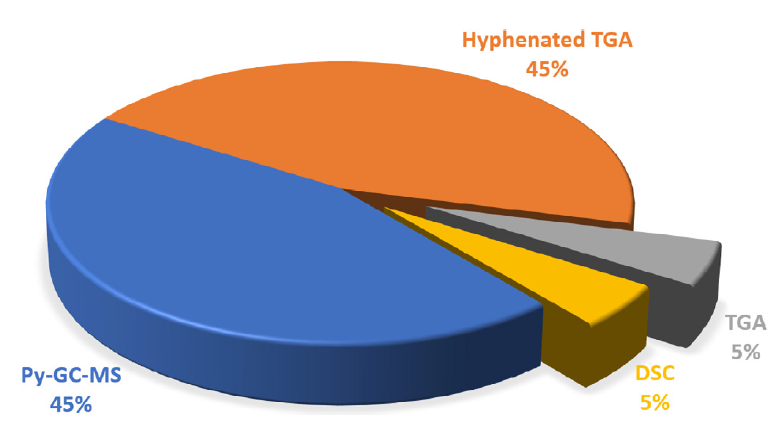 Hyphenated TGA
45%
TGA
5%
DSC
5%
Py-GC-MS
45%